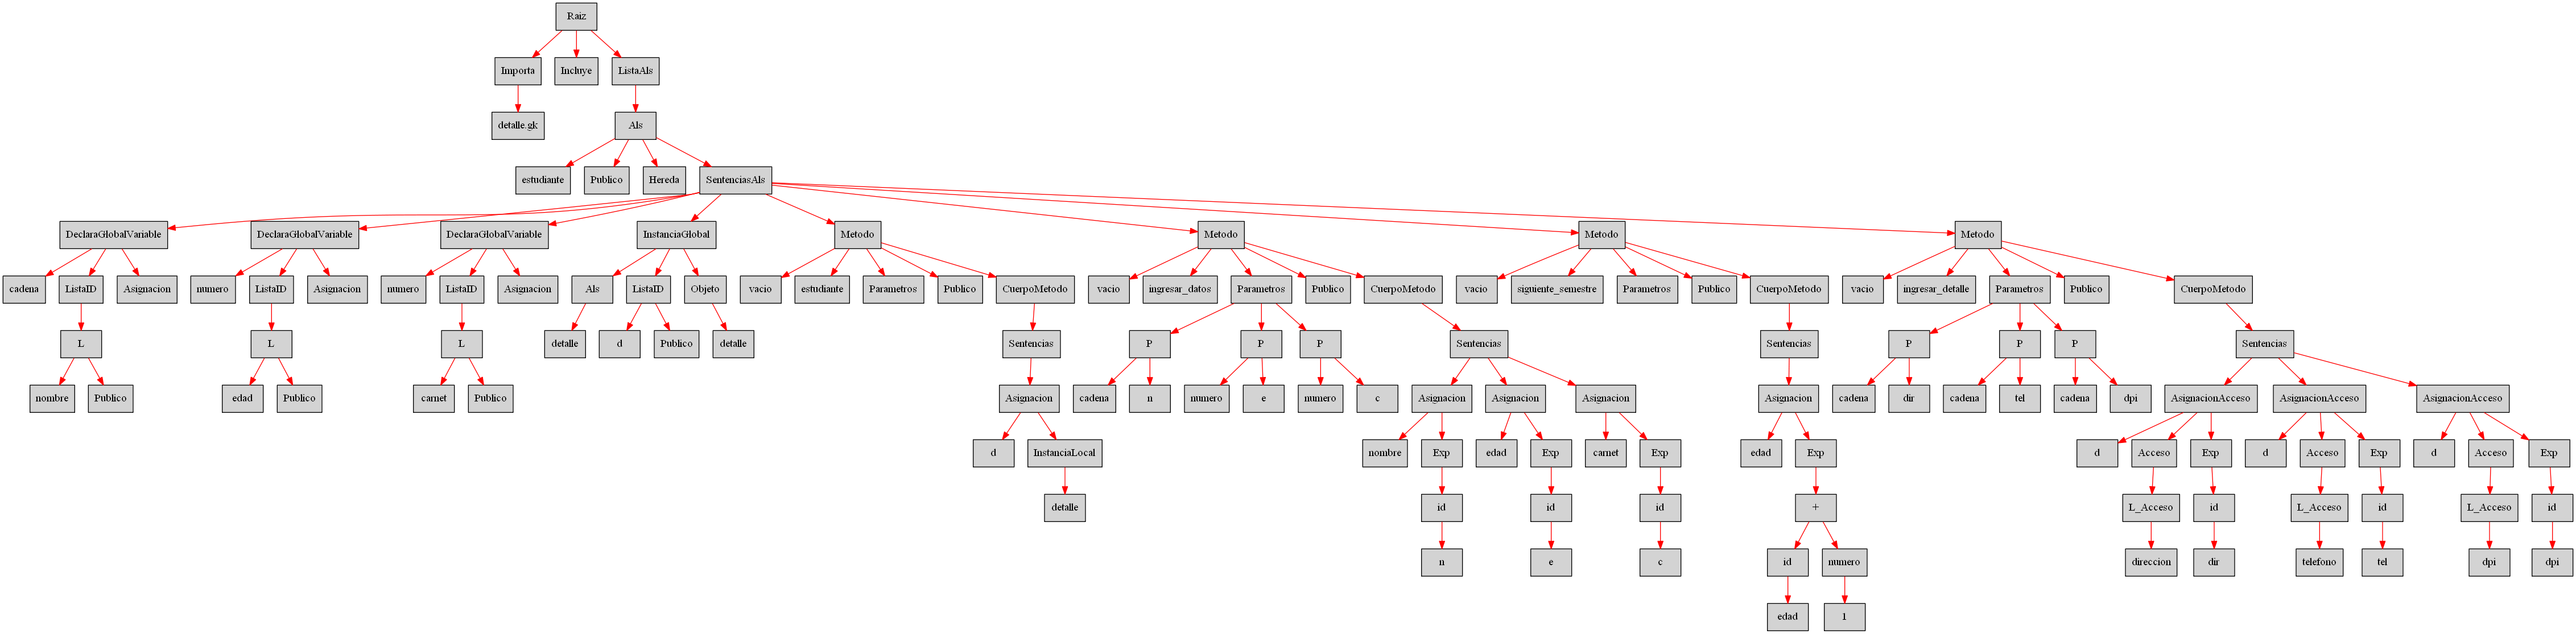 Raiz
Importa Incluye ListaAls
detalle.gk Als
estudiante Publico Hereda SentenciasAls
DeclaraGlobalVariable DeclaraGlobalVariable DeclaraGlobalVariable InstanciaGlobal Metodo Metodo Metodo Metodo
cadena ListaID Asignacion numero ListaID Asignacion numero ListaID Asignacion Als ListaID Objeto vacio estudiante Parametros Publico CuerpoMetodo vacio ingresar_datos Parametros Publico CuerpoMetodo vacio siguiente_semestre Parametros Publico CuerpoMetodo vacio ingresar_detalle Parametros Publico CuerpoMetodo
L L L detalle d Publico detalle Sentencias P P P Sentencias Sentencias P P P Sentencias
nombre Publico edad Publico carnet Publico Asignacion cadena n numero e numero c Asignacion Asignacion Asignacion Asignacion cadena dir cadena tel cadena dpi AsignacionAcceso AsignacionAcceso AsignacionAcceso
d InstanciaLocal nombre Exp edad Exp carnet Exp edad Exp d Acceso Exp d Acceso Exp d Acceso Exp
detalle id id id + L_Acceso id L_Acceso id L_Acceso id
n e c id numero direccion dir telefono tel dpi dpi
edad 1